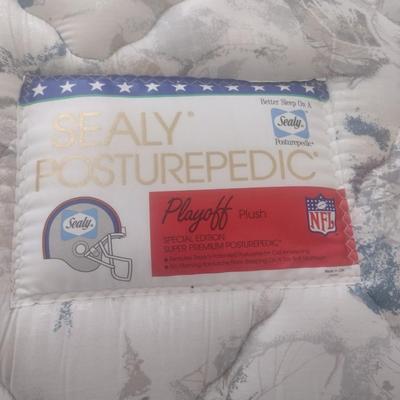 Better Sleep On A
Sealy
Posturepedic®
SEALY®
POSTUREPEDIC®
Sealy
Playoff Plush
SPECIAL EDITION
SUPER PREMIUM POSTUREPEDIC®
NFL
Made in USA